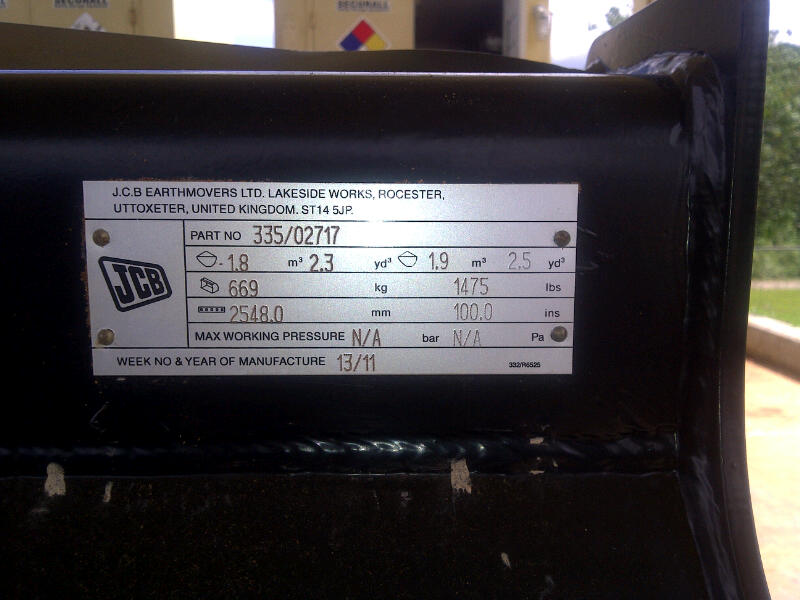 SECURALL
SECURALL
J.C.B EARTHMOVERS LTD. LAKESIDE WORKS, ROCESTER,
UTTOXETER, UNITED KINGDOM. ST14 5JP.
JCB
PART NO 335/02717
1.8 m³ 2.3 yd³ 1.9 m³ 2.5 yd³
669 kg 1475 lbs
2548.0 mm 100.0 ins
MAX WORKING PRESSURE N/A bar N/A Pa
WEEK NO & YEAR OF MANUFACTURE 13/11
332/R6525